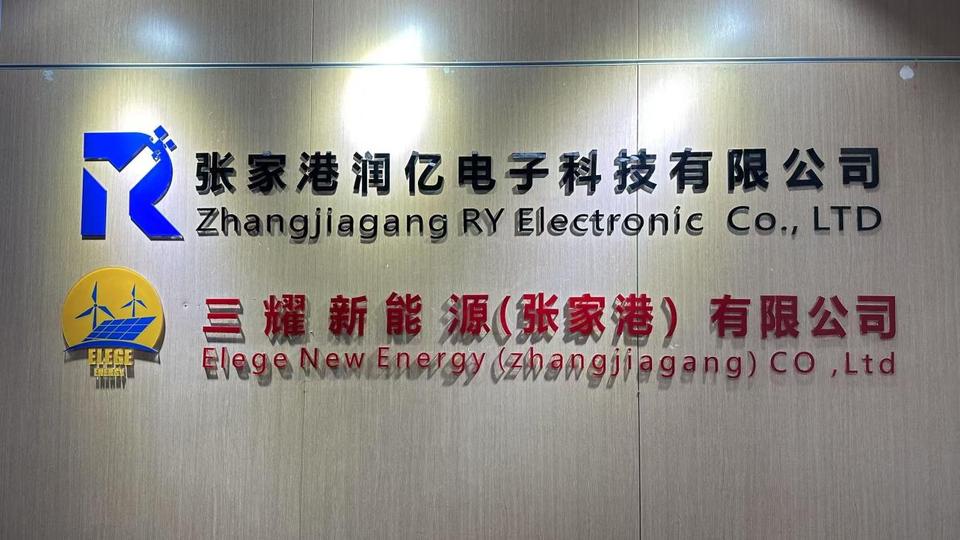 张家港润亿电子科技有限公司
Zhangjiagang RY Electronic Co., LTD
三耀新能源(张家港)有限公司
Elege New Energy (zhangjiagang) CO ,Ltd
ELEGE
ENERGY